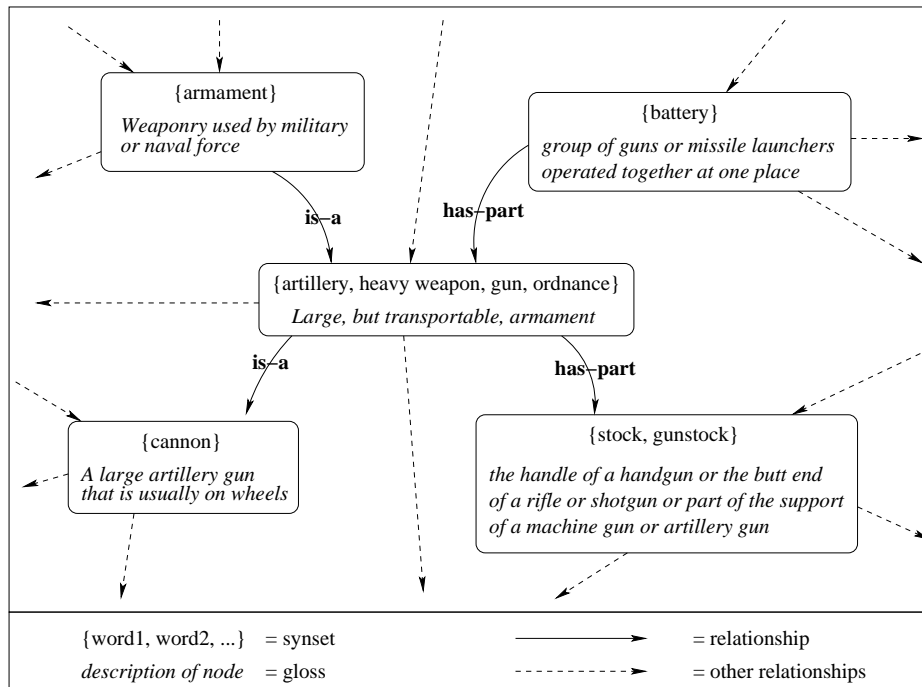 {armament}
Weaponry used by military
or naval force
{battery}
group of guns or missile launchers
operated together at one place
is–a
has–part
{artillery, heavy weapon, gun, ordnance}
Large, but transportable, armament
is–a
has–part
{cannon}
A large artillery gun
that is usually on wheels
{stock, gunstock}
the handle of a handgun or the butt end
of a rifle or shotgun or part of the support
of a machine gun or artillery gun
{word1, word2, ...} = synset
= relationship
description of node = gloss
= other relationships